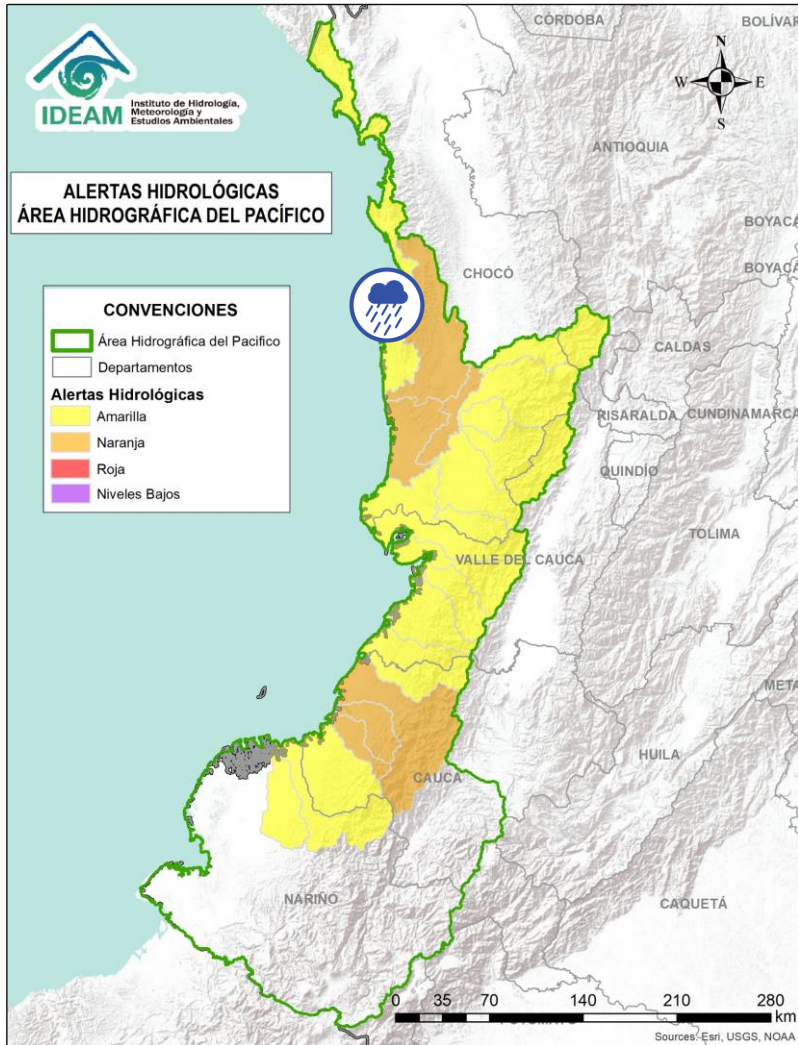 IDEAM
Instituto de Hidrología,
Meteorología y
Estudios Ambientales
ALERTAS HIDROLÓGICAS
ÁREA HIDROGRÁFICA DEL PACÍFICO
CONVENCIONES
Área Hidrográfica del Pacifico
Departamentos
Alertas Hidrológicas
Amarilla
Naranja
Roja
Niveles Bajos
N
W
E
S
CÓRDOBA
BOLÍVAR
ANTIOQUIA
BOYACÁ
BOYACÁ
CHOCÓ
CALDAS
RISARALDA
CUNDINAMARCA
QUINDÍO
TOLIMA
VALLE DEL CAUCA
META
HUILA
CAUCA
NARIÑO
CAQUETÁ
0 35 70 140 210 280
km
Sources: Esri, USGS, NOAA